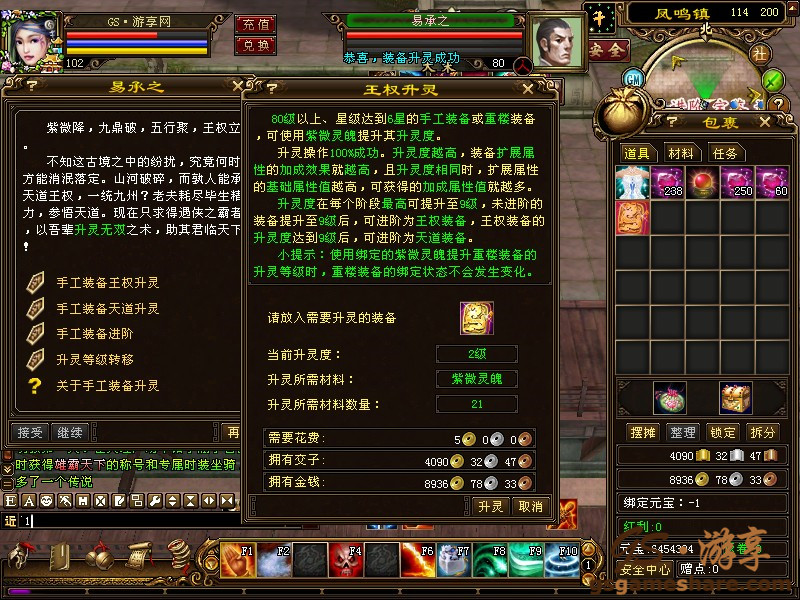 GS·游享网
102
充值
兑换
易承之
恭喜，装备升灵成功
80
牛
安全
凤鸣镇 114 200
北
社
GM
?
? 易承之 X
紫微降，九鼎破，五行聚，王权立
。
不知这古境之中的纷扰，究竟何时
方能消泯落定。山河破碎，而孰人能承
天道王权，一统九州？老夫耗尽毕生精
力，参悟天道。现在只求得遇侠之霸者
，以吾辈升灵无双之术，助其君临天下
！
手工装备王权升灵
手工装备天道升灵
手工装备进阶
升灵等级转移
? 关于手工装备升灵
接受 继续 再
? 王权升灵 X
80级以上、星级达到6星的手工装备或重楼装备
，可使用紫微灵魄提升其升灵度。
升灵操作100%成功。升灵度越高，装备扩展属
性的加成效果就越高，且升灵度相同时，扩展属性
的基础属性值越高，可获得的加成属性值就越多。
升灵度在每个阶段最高可提升至9级，未进阶的
装备提升至9级后，可进阶为王权装备，王权装备的
升灵度达到9级后，可进阶为天道装备。
小提示：使用绑定的紫微灵魄提升重楼装备的
升灵等级时，重楼装备的绑定状态不会发生变化。
请放入需要升灵的装备
当前升灵度： 2级
升灵所需材料： 紫微灵魄
升灵所需材料数量： 21
需要花费： 5 0 0
拥有交子： 4090 32 47
拥有金钱： 8936 78 33
升灵 取消
? 包裹 X
道具 材料 任务
238 250 60
摆摊 整理 锁定 拆分
4090 32 47
8936 78 33
绑定元宝：-1
红利:0
元宝:6454394
安全中心 赠点:0
时获得雄霸天下的称号和专属时装坐骑
多了一个传说
近 1
F1 F2 F4 F6 F7 F8 F9 F10
游享
gsgameshare.com